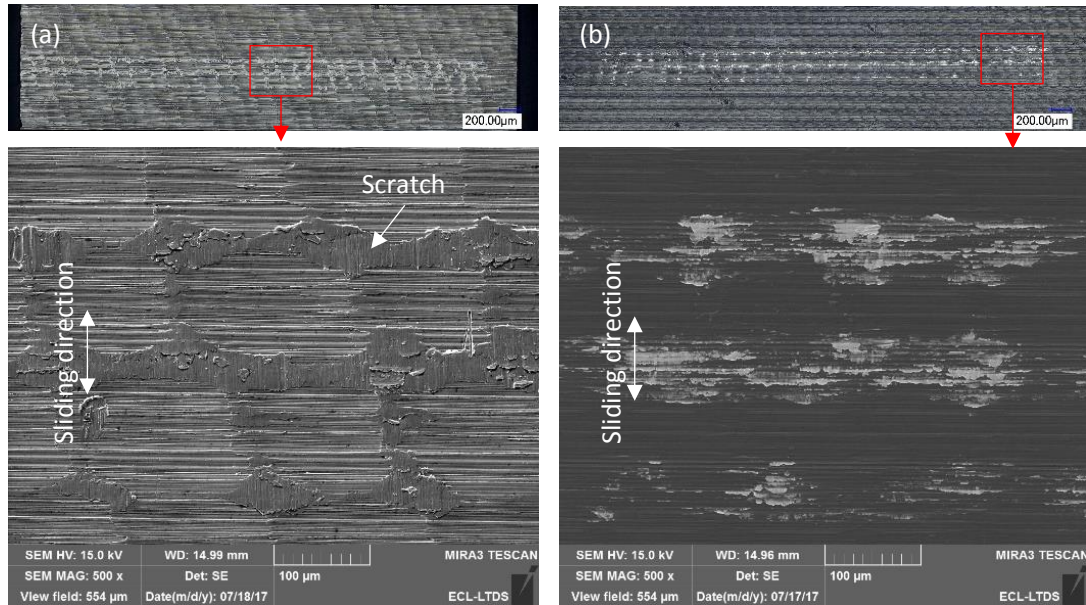 (a)
200.00µm
(b)
200.00µm
Scratch
Sliding direction
SEM HV: 15.0 kV
WD: 14.99 mm
MIRA3 TESCAN
SEM MAG: 500 x
Det: SE
100 µm
View field: 554 µm
Date(m/d/y): 07/18/17
ECL-LTDS
Sliding direction
SEM HV: 15.0 kV
WD: 14.96 mm
MIRA3 TESCAN
SEM MAG: 500 x
Det: SE
100 µm
View field: 554 µm
Date(m/d/y): 07/17/17
ECL-LTDS